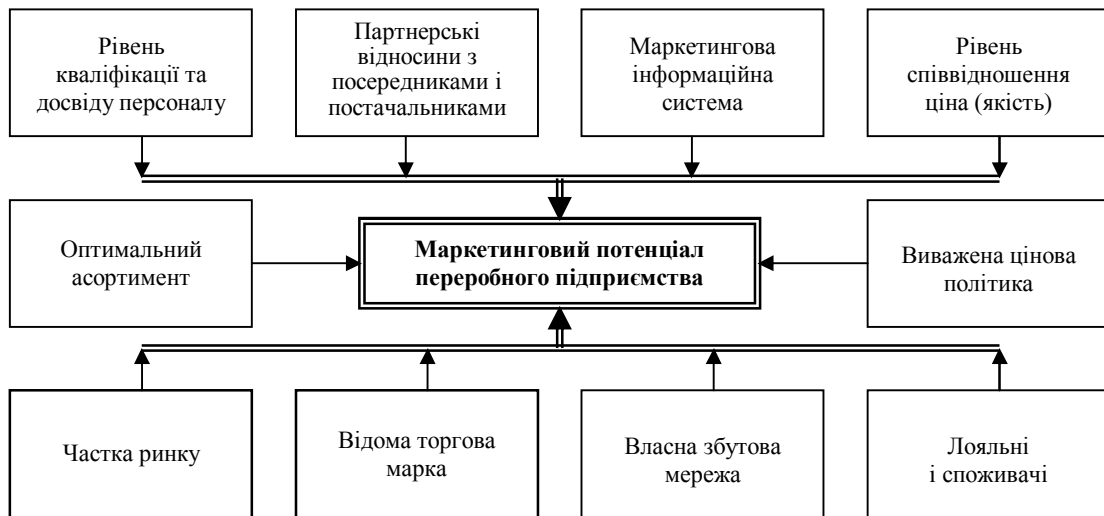 Рівень
кваліфікації та
досвіду персоналу
Партнерські
відносини з
посередниками і
постачальниками
Маркетингова
інформаційна
система
Рівень
співвідношення
ціна (якість)
Оптимальний
асортимент
Маркетинговий потенціал
переробного підприємства
Виважена цінова
політика
Частка ринку
Відома торгова
марка
Власна збутова
мережа
Лояльні
і споживачі